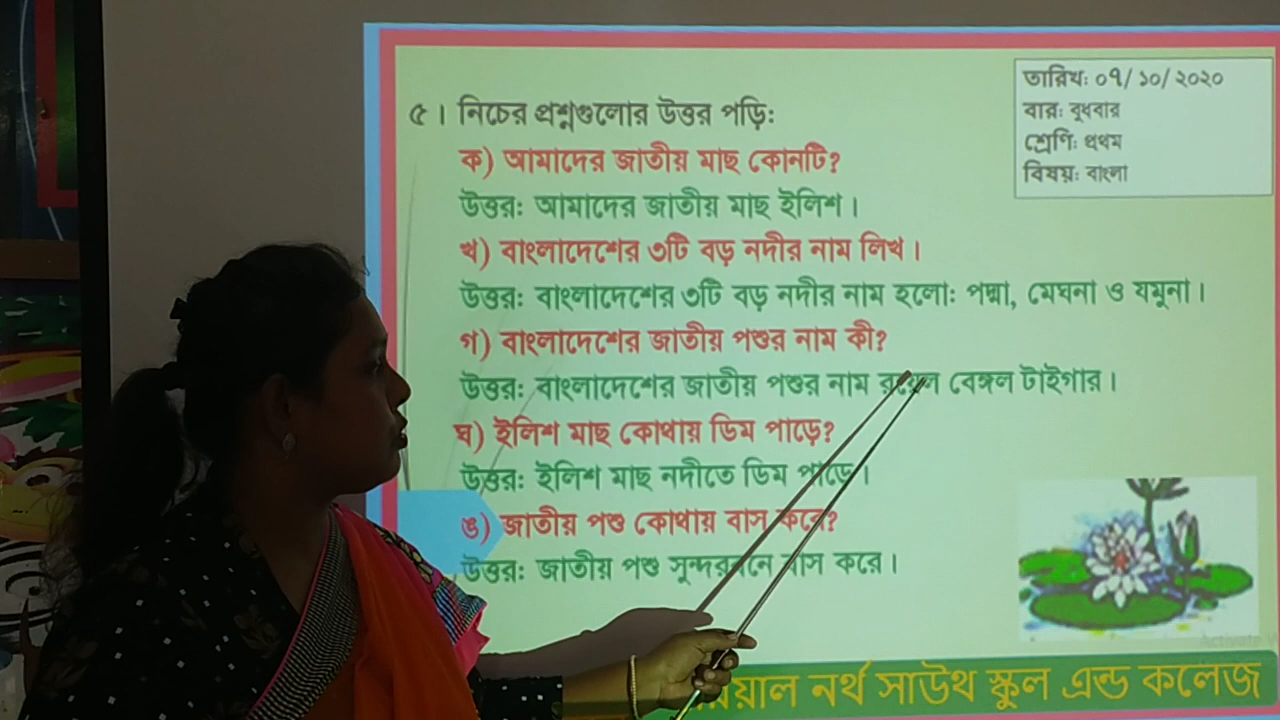 তারিখ: ০৭/ ১০/ ২০২০
বার: বুধবার
শ্রেণি: প্রথম
বিষয়: বাংলা
৫। নিচের প্রশ্নগুলোর উত্তর পড়ি:
ক) আমাদের জাতীয় মাছ কোনটি?
উত্তর: আমাদের জাতীয় মাছ ইলিশ।
খ) বাংলাদেশের ৩টি বড় নদীর নাম লিখ।
উত্তর: বাংলাদেশের ৩টি বড় নদীর নাম হলো: পদ্মা, মেঘনা ও যমুনা।
গ) বাংলাদেশের জাতীয় পশুর নাম কী?
উত্তর: বাংলাদেশের জাতীয় পশুর নাম রয়েল বেঙ্গল টাইগার।
ঘ) ইলিশ মাছ কোথায় ডিম পাড়ে?
উত্তর: ইলিশ মাছ নদীতে ডিম পাড়ে।
ঙ) জাতীয় পশু কোথায় বাস করে?
উত্তর: জাতীয় পশু সুন্দরবনে বাস করে।
নর্থ সাউথ স্কুল এন্ড কলেজ